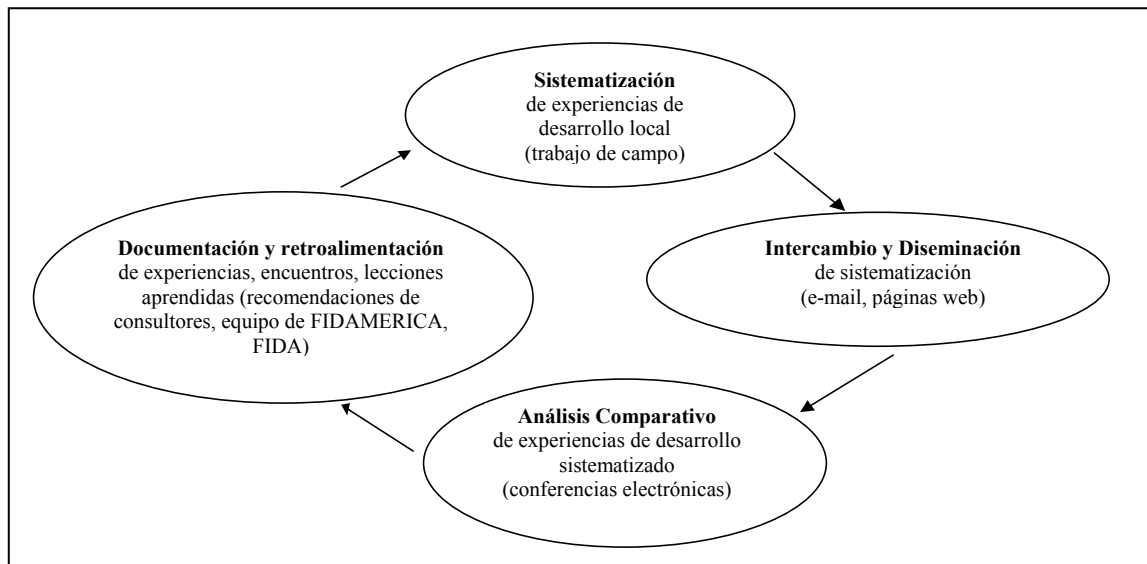 Sistematización
de experiencias de
desarrollo local
(trabajo de campo)
Intercambio y Diseminación
de sistematización
(e-mail, páginas web)
Análisis Comparativo
de experiencias de desarrollo
sistematizado
(conferencias electrónicas)
Documentación y retroalimentación
de experiencias, encuentros, lecciones
aprendidas (recomendaciones de
consultores, equipo de FIDAMERICA,
FIDA)